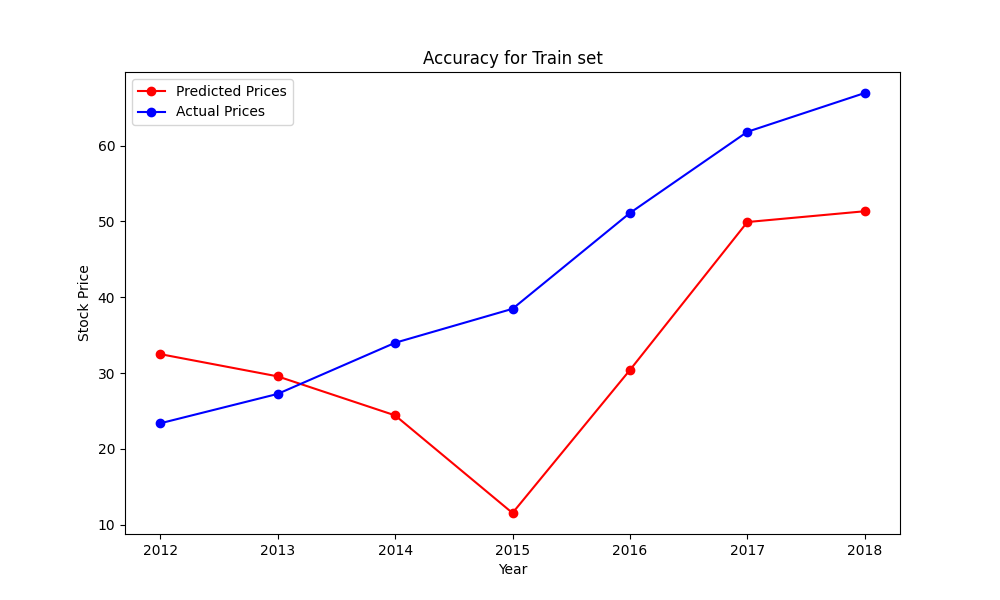 Accuracy for Train set
Predicted Prices
Actual Prices
60
50
40
30
20
10
Stock Price
2012 2013 2014 2015 2016 2017 2018
Year